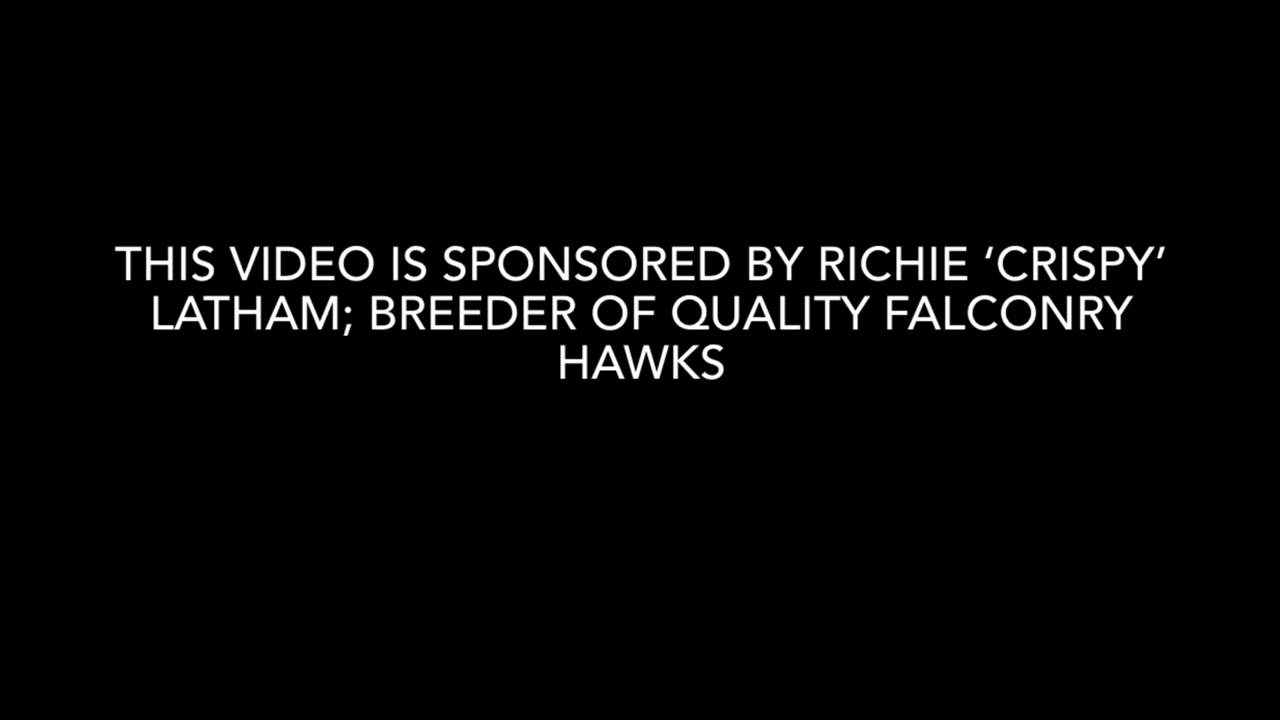 THIS VIDEO IS SPONSORED BY RICHIE ‘CRISPY’
LATHAM; BREEDER OF QUALITY FALCONRY
HAWKS